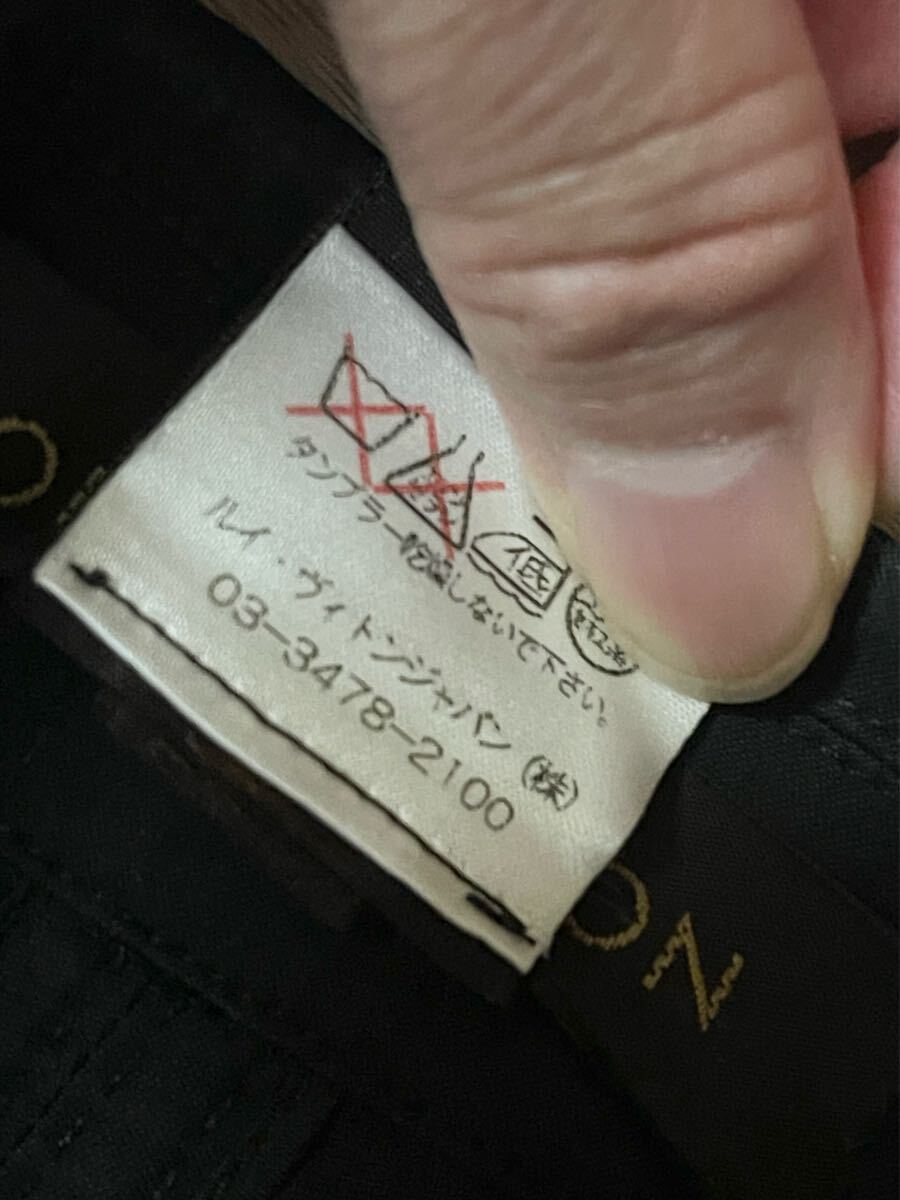 低
タンブラー乾燥しないで下さい。
ルイ・ヴィトンジャパン(株)
03-3478-2100
ON